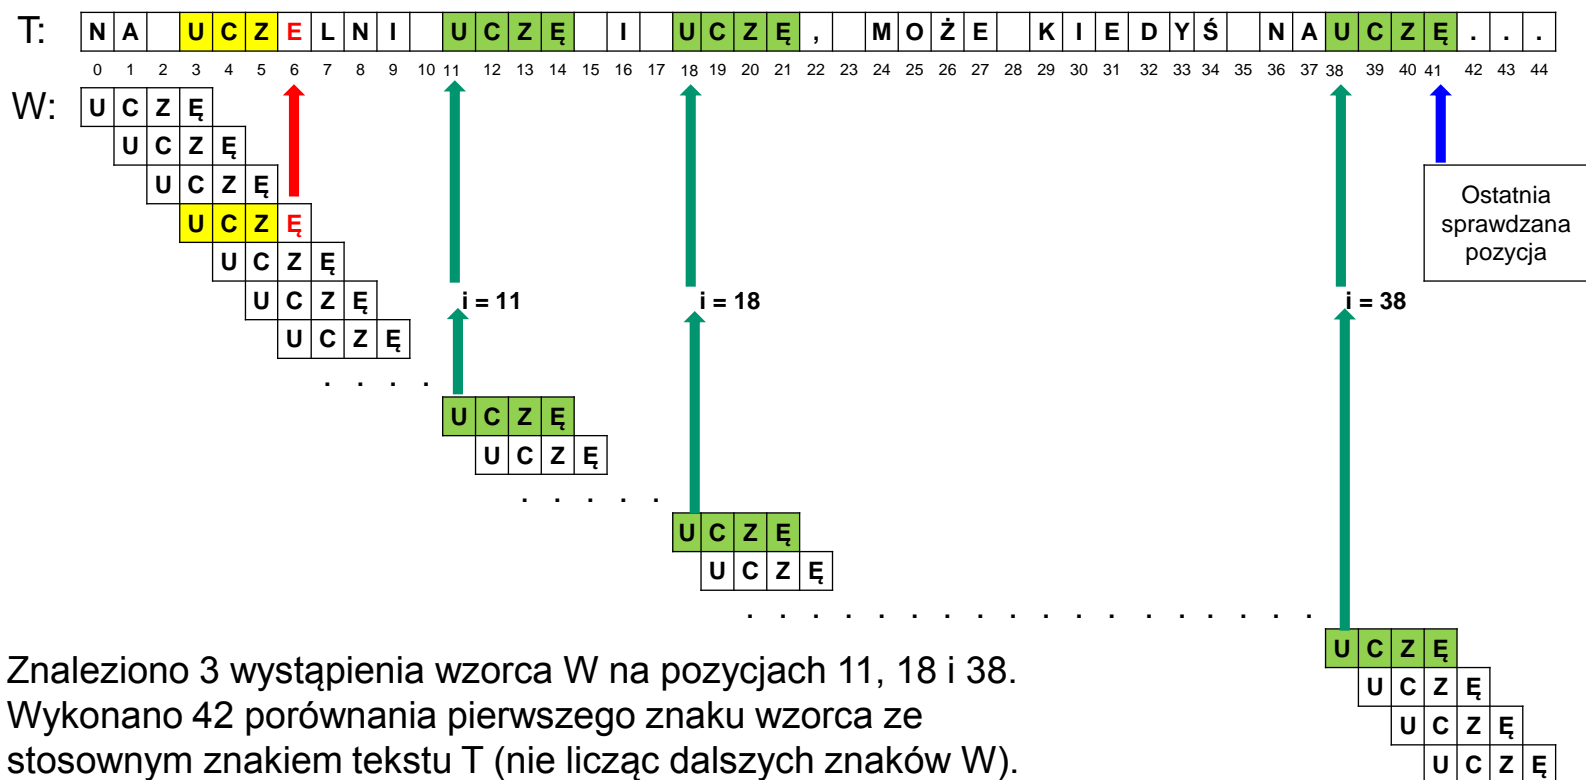 T: N A U C Z E L N I U C Z Ę I U C Z Ę , M O Ż E K I E D Y Ś N A U C Z Ę . . .
0 1 2 3 4 5 6 7 8 9 10 11 12 13 14 15 16 17 18 19 20 21 22 23 24 25 26 27 28 29 30 31 32 33 34 35 36 37 38 39 40 41 42 43 44
W: U C Z Ę
U C Z Ę
U C Z Ę
U C Z Ę
U C Z Ę
U C Z Ę
U C Z Ę
. . . .
Ostatnia
sprawdzana
pozycja
i = 11 i = 18 i = 38
U C Z Ę
U C Z Ę
. . . . .
U C Z Ę
U C Z Ę
. . . . . . . . . . . . . . . . . .
U C Z Ę
U C Z Ę
U C Z Ę
U C Z Ę
Znaleziono 3 wystąpienia wzorca W na pozycjach 11, 18 i 38.
Wykonano 42 porównania pierwszego znaku wzorca ze
stosownym znakiem tekstu T (nie licząc dalszych znaków W).